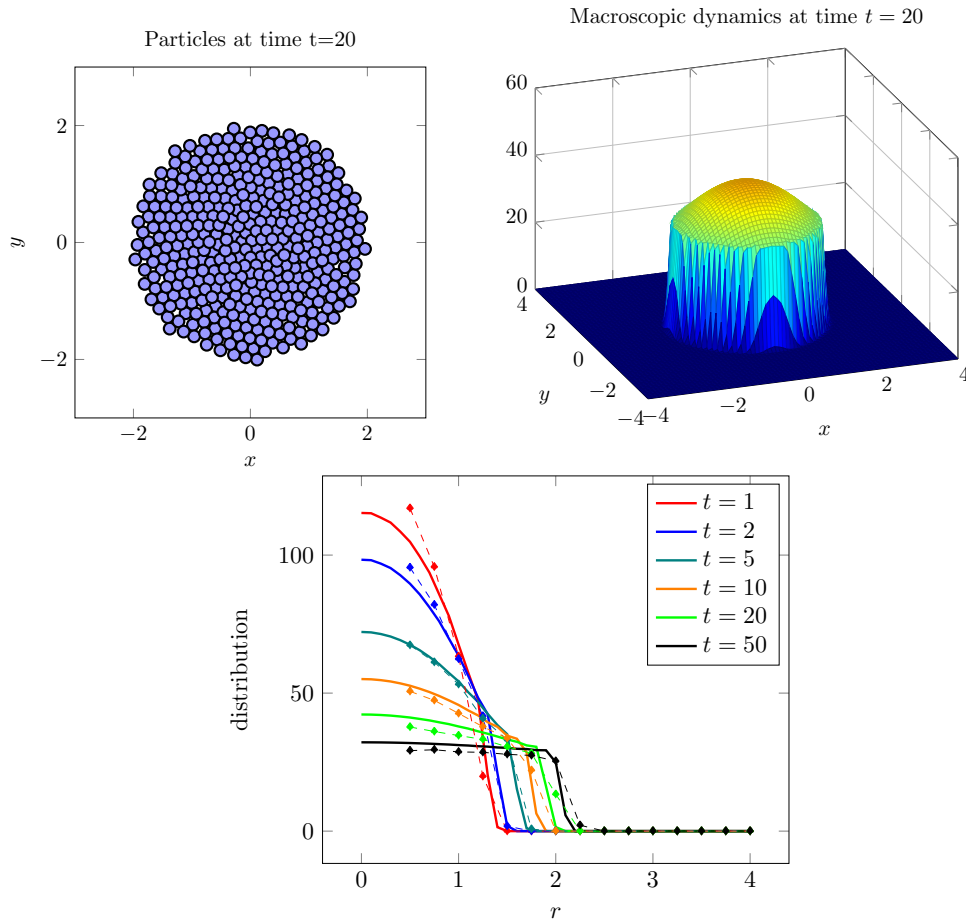 Particles at time t=20
2
0
−2
y
−2
0
2
x
Macroscopic dynamics at time t = 20
60
40
20
0
4
2
0
−2
−4
y
−4
−2
0
2
4
x
distribution
100
50
0
0
1
2
3
4
r
t = 1
t = 2
t = 5
t = 10
t = 20
t = 50